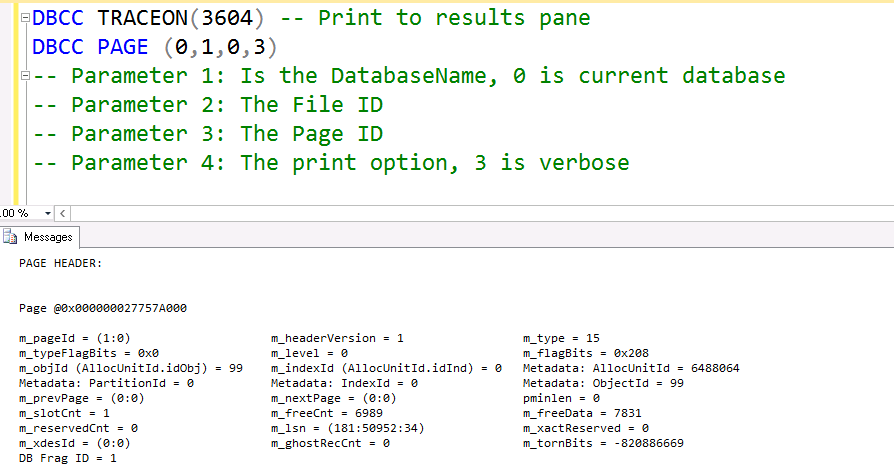 DBCC TRACEON(3604) -- Print to results pane
DBCC PAGE (0,1,0,3)
-- Parameter 1: Is the DatabaseName, 0 is current database
-- Parameter 2: The File ID
-- Parameter 3: The Page ID
-- Parameter 4: The print option, 3 is verbose
.00 %
Messages
PAGE HEADER:
Page @0x000000027757A000
m_pageId = (1:0) m_headerVersion = 1 m_type = 15
m_typeFlagBits = 0x0 m_level = 0 m_flagBits = 0x208
m_objId (AllocUnitId.idObj) = 99 m_indexId (AllocUnitId.idInd) = 0 Metadata: AllocUnitId = 6488064
Metadata: PartitionId = 0 Metadata: IndexId = 0 Metadata: ObjectId = 99
m_prevPage = (0:0) m_nextPage = (0:0) pminlen = 0
m_slotCnt = 1 m_freeCnt = 6989 m_freeData = 7831
m_reservedCnt = 0 m_lsn = (181:50952:34) m_xactReserved = 0
m_xdesId = (0:0) m_ghostRecCnt = 0 m_tornBits = -820886669
DB Frag ID = 1